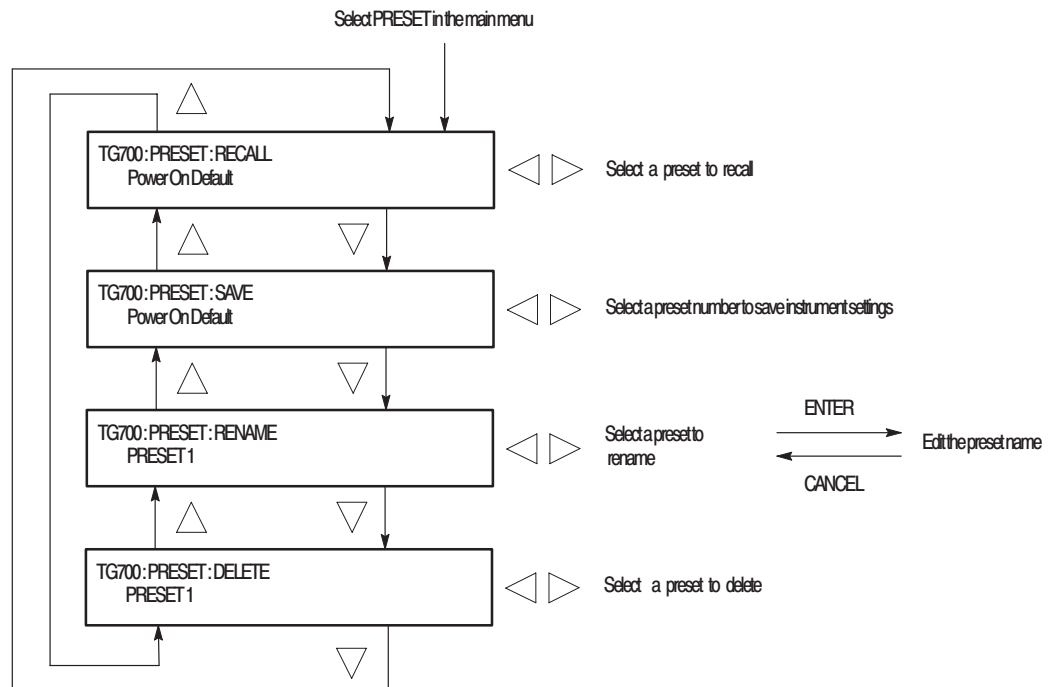 Select PRESET in the main menu
TG700 : PRESET : RECALL
Power On Default
Select a preset to recall
TG700 : PRESET : SAVE
Power On Default
Select a preset number to save instrument settings
TG700 : PRESET : RENAME
PRESET 1
Select a preset to
rename
ENTER
Edit the preset name
CANCEL
TG700 : PRESET : DELETE
PRESET 1
Select a preset to delete